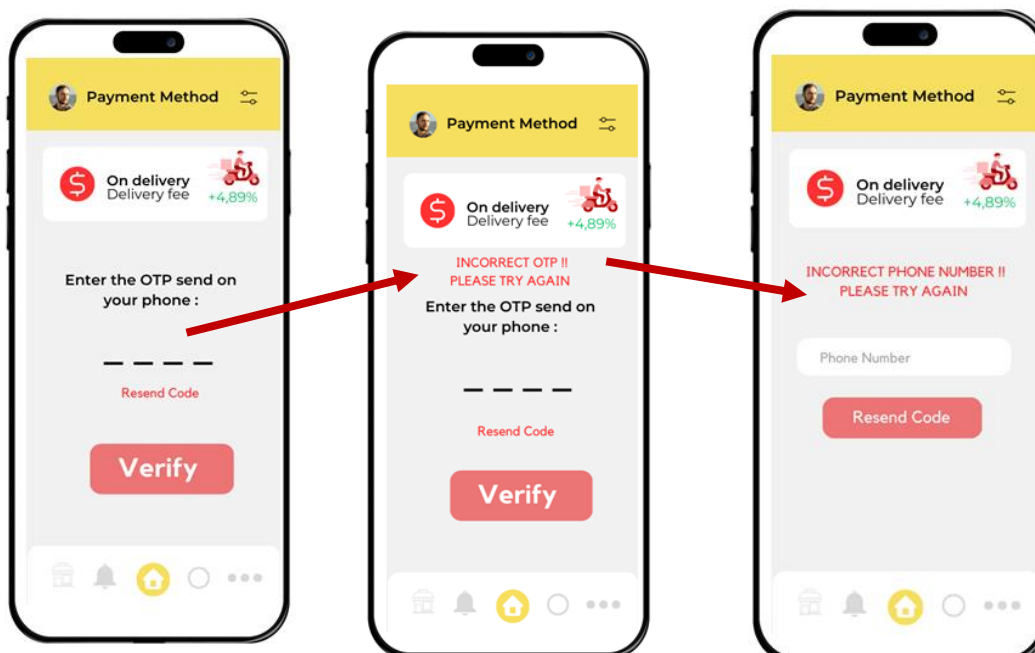 Payment Method
On delivery
Delivery fee
+4,89%
Enter the OTP send on
your phone :
Resend Code
Verify
Payment Method
On delivery
Delivery fee
+4,89%
INCORRECT OTP !!
PLEASE TRY AGAIN
Enter the OTP send on
your phone :
Resend Code
Verify
Payment Method
On delivery
Delivery fee
+4,89%
INCORRECT PHONE NUMBER !!
PLEASE TRY AGAIN
Phone Number
Resend Code